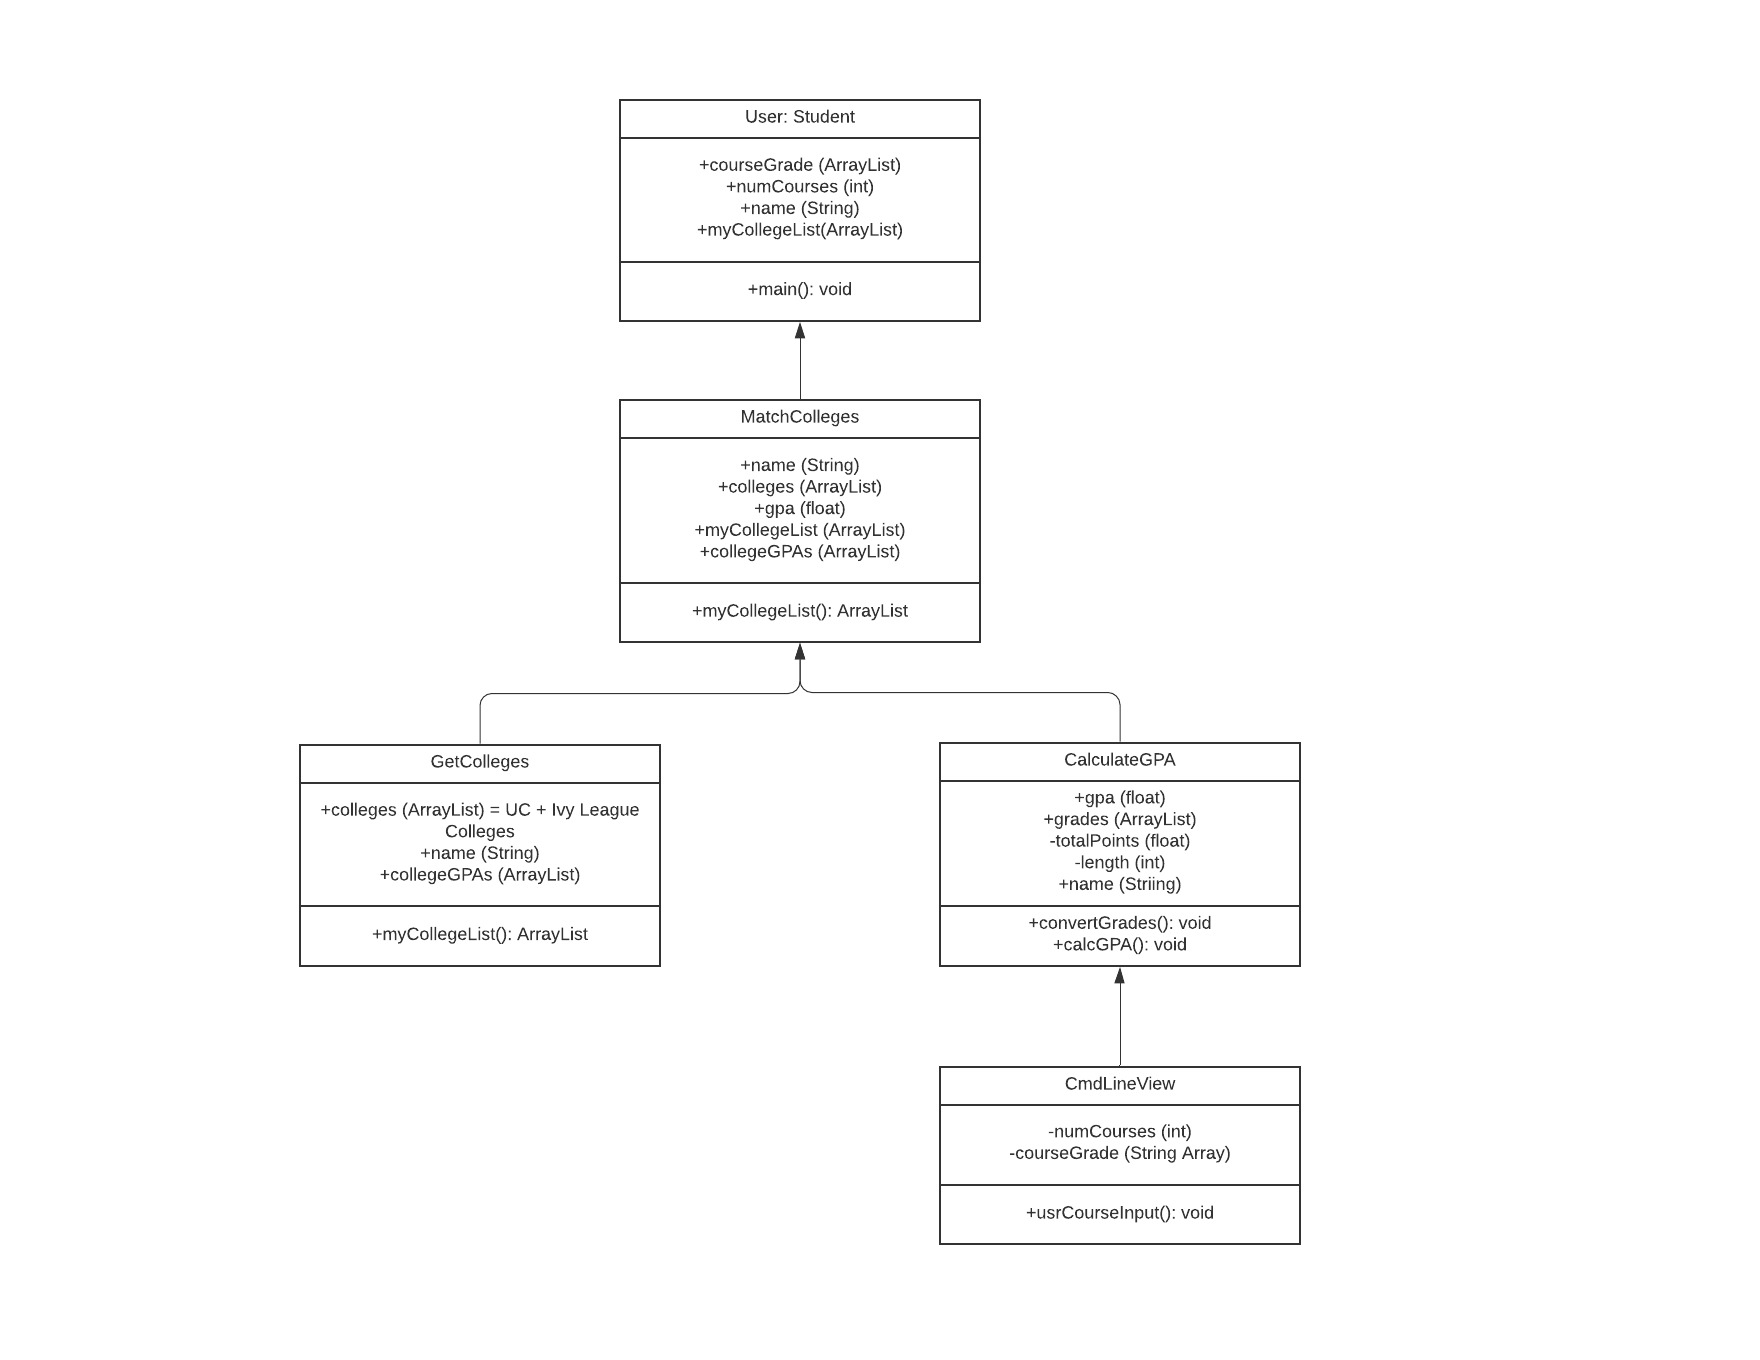 User: Student
+courseGrade (ArrayList)
+numCourses (int)
+name (String)
+myCollegeList(ArrayList)
+main(): void
MatchColleges
+name (String)
+colleges (ArrayList)
+gpa (float)
+myCollegeList (ArrayList)
+collegeGPAs (ArrayList)
+myCollegeList(): ArrayList
GetColleges
+colleges (ArrayList) = UC + Ivy League
Colleges
+name (String)
+collegeGPAs (ArrayList)
+myCollegeList(): ArrayList
CalculateGPA
+gpa (float)
+grades (ArrayList)
-totalPoints (float)
-length (int)
+name (Striing)
+convertGrades(): void
+calcGPA(): void
CmdLineView
-numCourses (int)
-courseGrade (String Array)
+usrCourseInput(): void